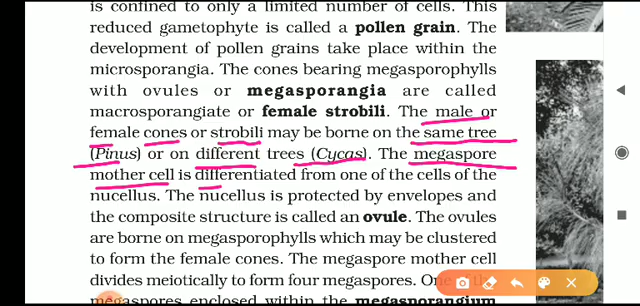 is confined to only a limited number of cells. This
reduced gametophyte is called a pollen grain. The
development of pollen grains take place within the
microsporangia. The cones bearing megasporophylls
with ovules or megasporangia are called
macrosporangiate or female strobili. The male or
female cones or strobili may be borne on the same tree
(Pinus) or on different trees (Cycas). The megaspore
mother cell is differentiated from one of the cells of the
nucellus. The nucellus is protected by envelopes and
the composite structure is called an ovule. The ovules
are borne on megasporophylls which may be clustered
to form the female cones. The megaspore mother cell
divides meiotically to form four megaspores. One of the
megaspores enclosed within the megasporangium